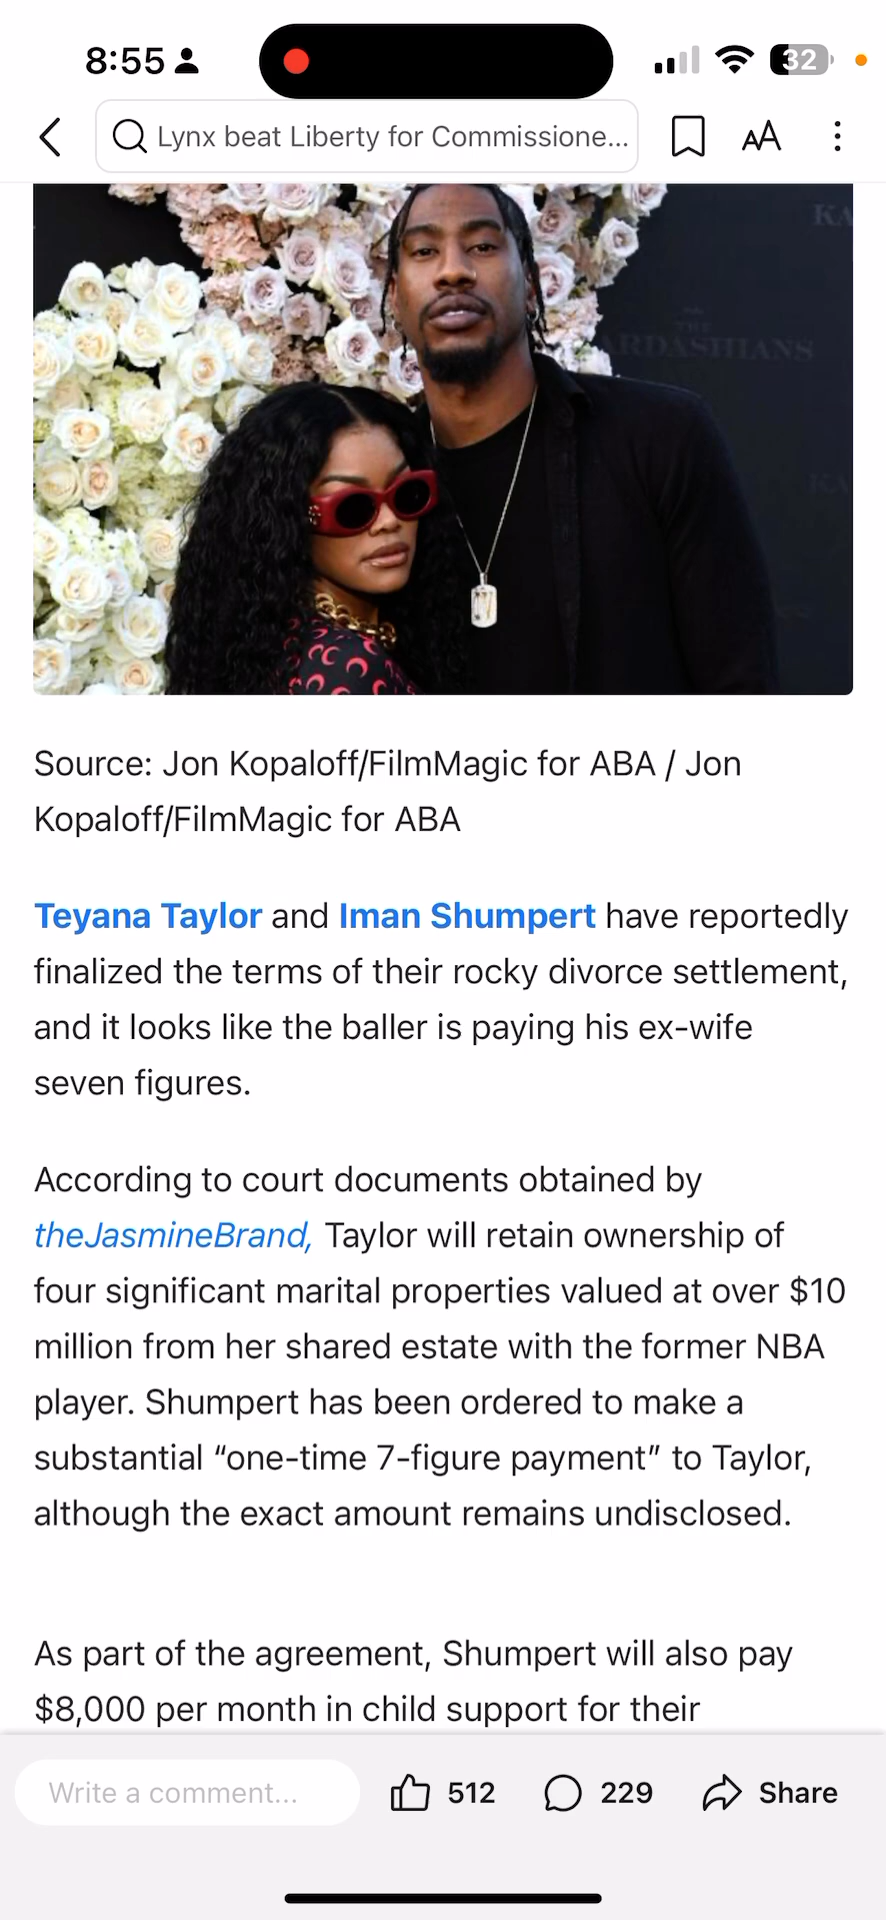 8:55
32
Lynx beat Liberty for Commissione...
AA
KA
THE
ARDASHIANS
KA
Source: Jon Kopaloff/FilmMagic for ABA / Jon
Kopaloff/FilmMagic for ABA
Teyana Taylor and Iman Shumpert have reportedly
finalized the terms of their rocky divorce settlement,
and it looks like the baller is paying his ex-wife
seven figures.
According to court documents obtained by
theJasmineBrand, Taylor will retain ownership of
four significant marital properties valued at over $10
million from her shared estate with the former NBA
player. Shumpert has been ordered to make a
substantial “one-time 7-figure payment” to Taylor,
although the exact amount remains undisclosed.
As part of the agreement, Shumpert will also pay
$8,000 per month in child support for their
Write a comment...
512
229
Share